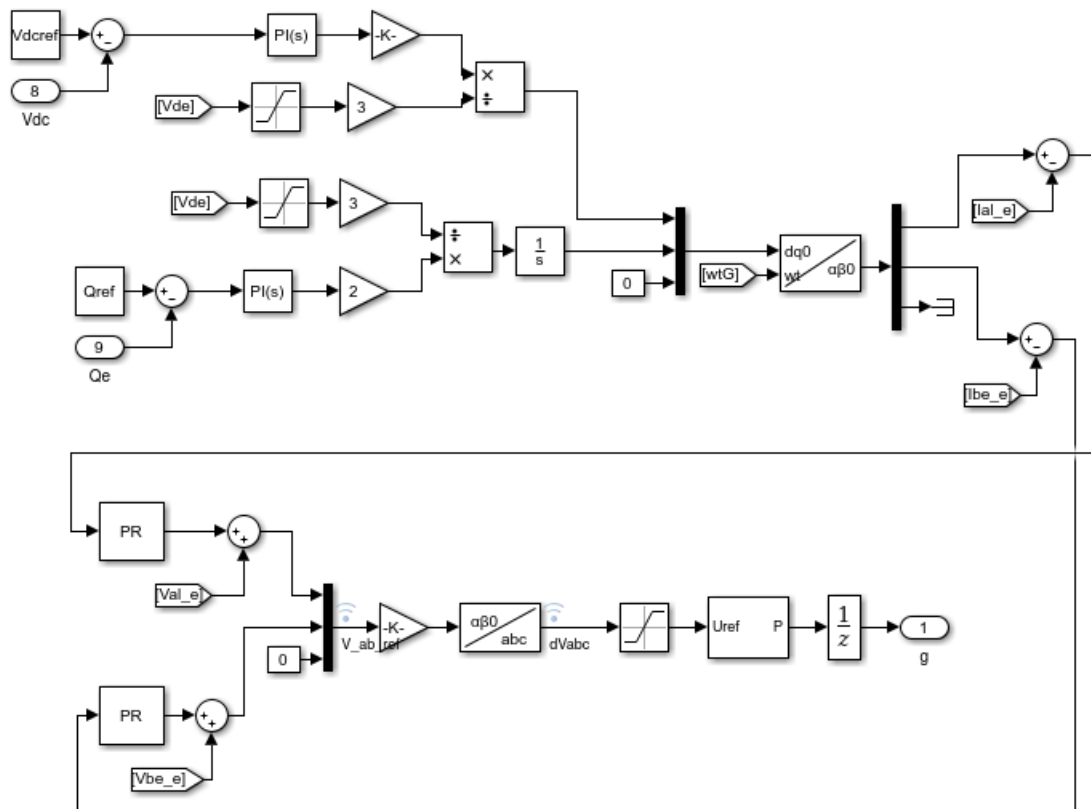 Vdcref
+
-
PI(s)
-K-
8
Vdc
[Vde]
3
×
÷
[Vde]
3
÷
×
1
s
Qref
+
-
PI(s)
2
9
Qe
0
[wtG]
dq0
wt
αβ0
+
-
[Ial_e]
+
-
[Ibe_e]
PR
+
+
[Val_e]
0
V_ab_ref
-K-
αβ0
abc
dVabc
Uref P
1
z
1
g
PR
+
+
[Vbe_e]